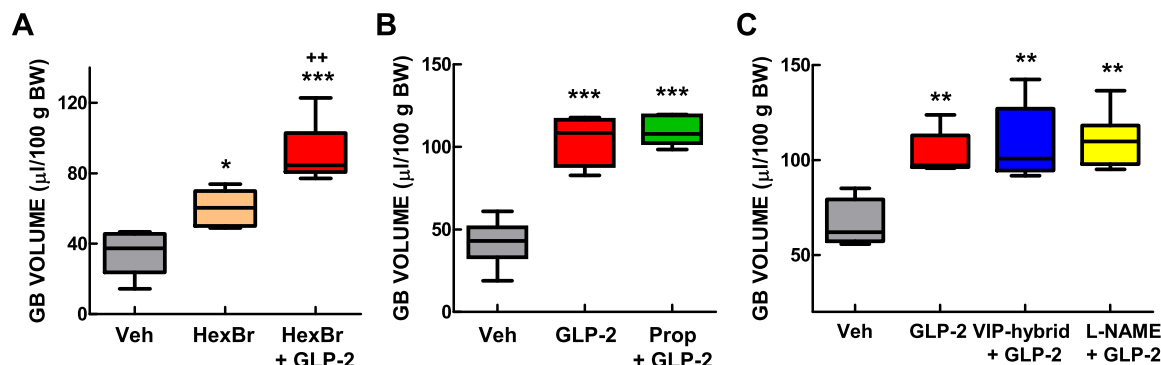 A
GB VOLUME (µl/100 g BW)
120
80
40
0
++
***
*
Veh
HexBr
HexBr
+ GLP-2
B
GB VOLUME (µl/100 g BW)
150
100
50
0
***
***
Veh
GLP-2
Prop
+ GLP-2
C
GB VOLUME (µl/100 g BW)
150
100
50
**
**
**
Veh
GLP-2
VIP-hybrid
+ GLP-2
L-NAME
+ GLP-2